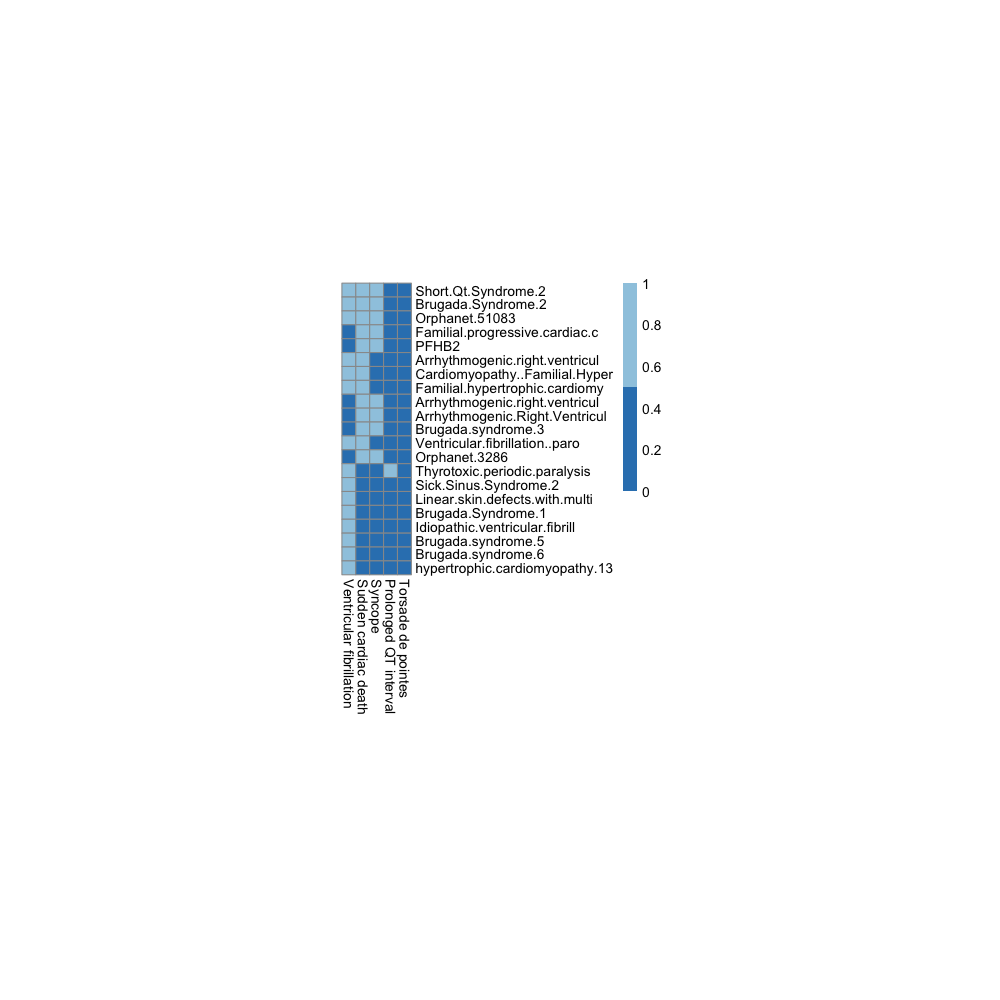 Short.Qt.Syndrome.2
Brugada.Syndrome.2
Orphanet.51083
Familial.progressive.cardiac.c
PFHB2
Arrhythmogenic.right.ventricul
Cardiomyopathy..Familial.Hyper
Familial.hypertrophic.cardiomy
Arrhythmogenic.right.ventricul
Arrhythmogenic.Right.Ventricul
Brugada.syndrome.3
Ventricular.fibrillation..paro
Orphanet.3286
Thyrotoxic.periodic.paralysis
Sick.Sinus.Syndrome.2
Linear.skin.defects.with.multi
Brugada.Syndrome.1
Idiopathic.ventricular.fibrill
Brugada.syndrome.5
Brugada.syndrome.6
hypertrophic.cardiomyopathy.13
1
0.8
0.6
0.4
0.2
0
Ventricular fibrillation
Sudden cardiac death
Syncope
Prolonged QT interval
Torsade de pointes